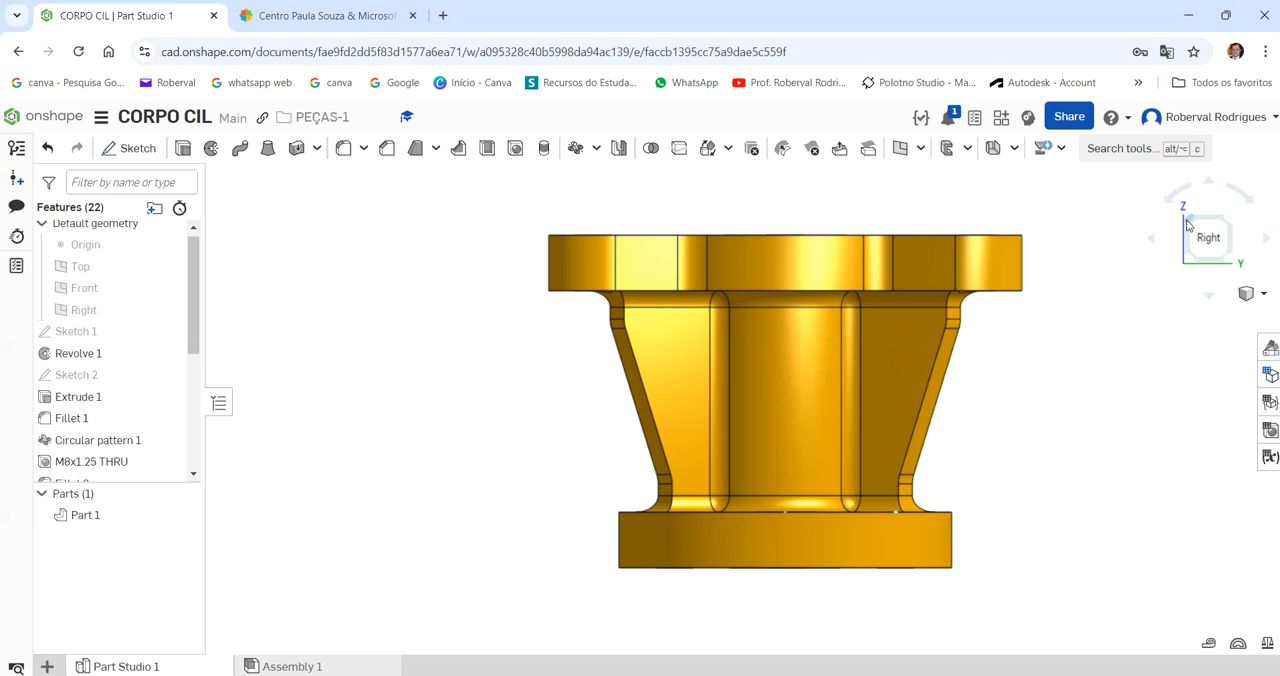 CORPO CIL | Part Studio 1
Centro Paula Souza & Microsof
cad.onshape.com/documents/fae9fd2dd5f83d1577a6ea71/w/a095328c40b5998da94ac139/e/faccb1395cc75a9dae5c559f
canva - Pesquisa Go... Roberval whatsapp web canva Google Início - Canva Recursos do Estuda... WhatsApp Prof. Roberval Rodri... Polotno Studio - Ma... Autodesk - Account » Todos os favoritos
onshape CORPO CIL Main PEÇAS-1 1 Share Roberval Rodrigues
Sketch Search tools... alt/⌥ c
Filter by name or type
Features (22)
Default geometry
Origin
Top
Front
Right
Sketch 1
Revolve 1
Sketch 2
Extrude 1
Fillet 1
Circular pattern 1
M8x1.25 THRU
Parts (1)
Part 1
Z
Right
Y
Part Studio 1
Assembly 1